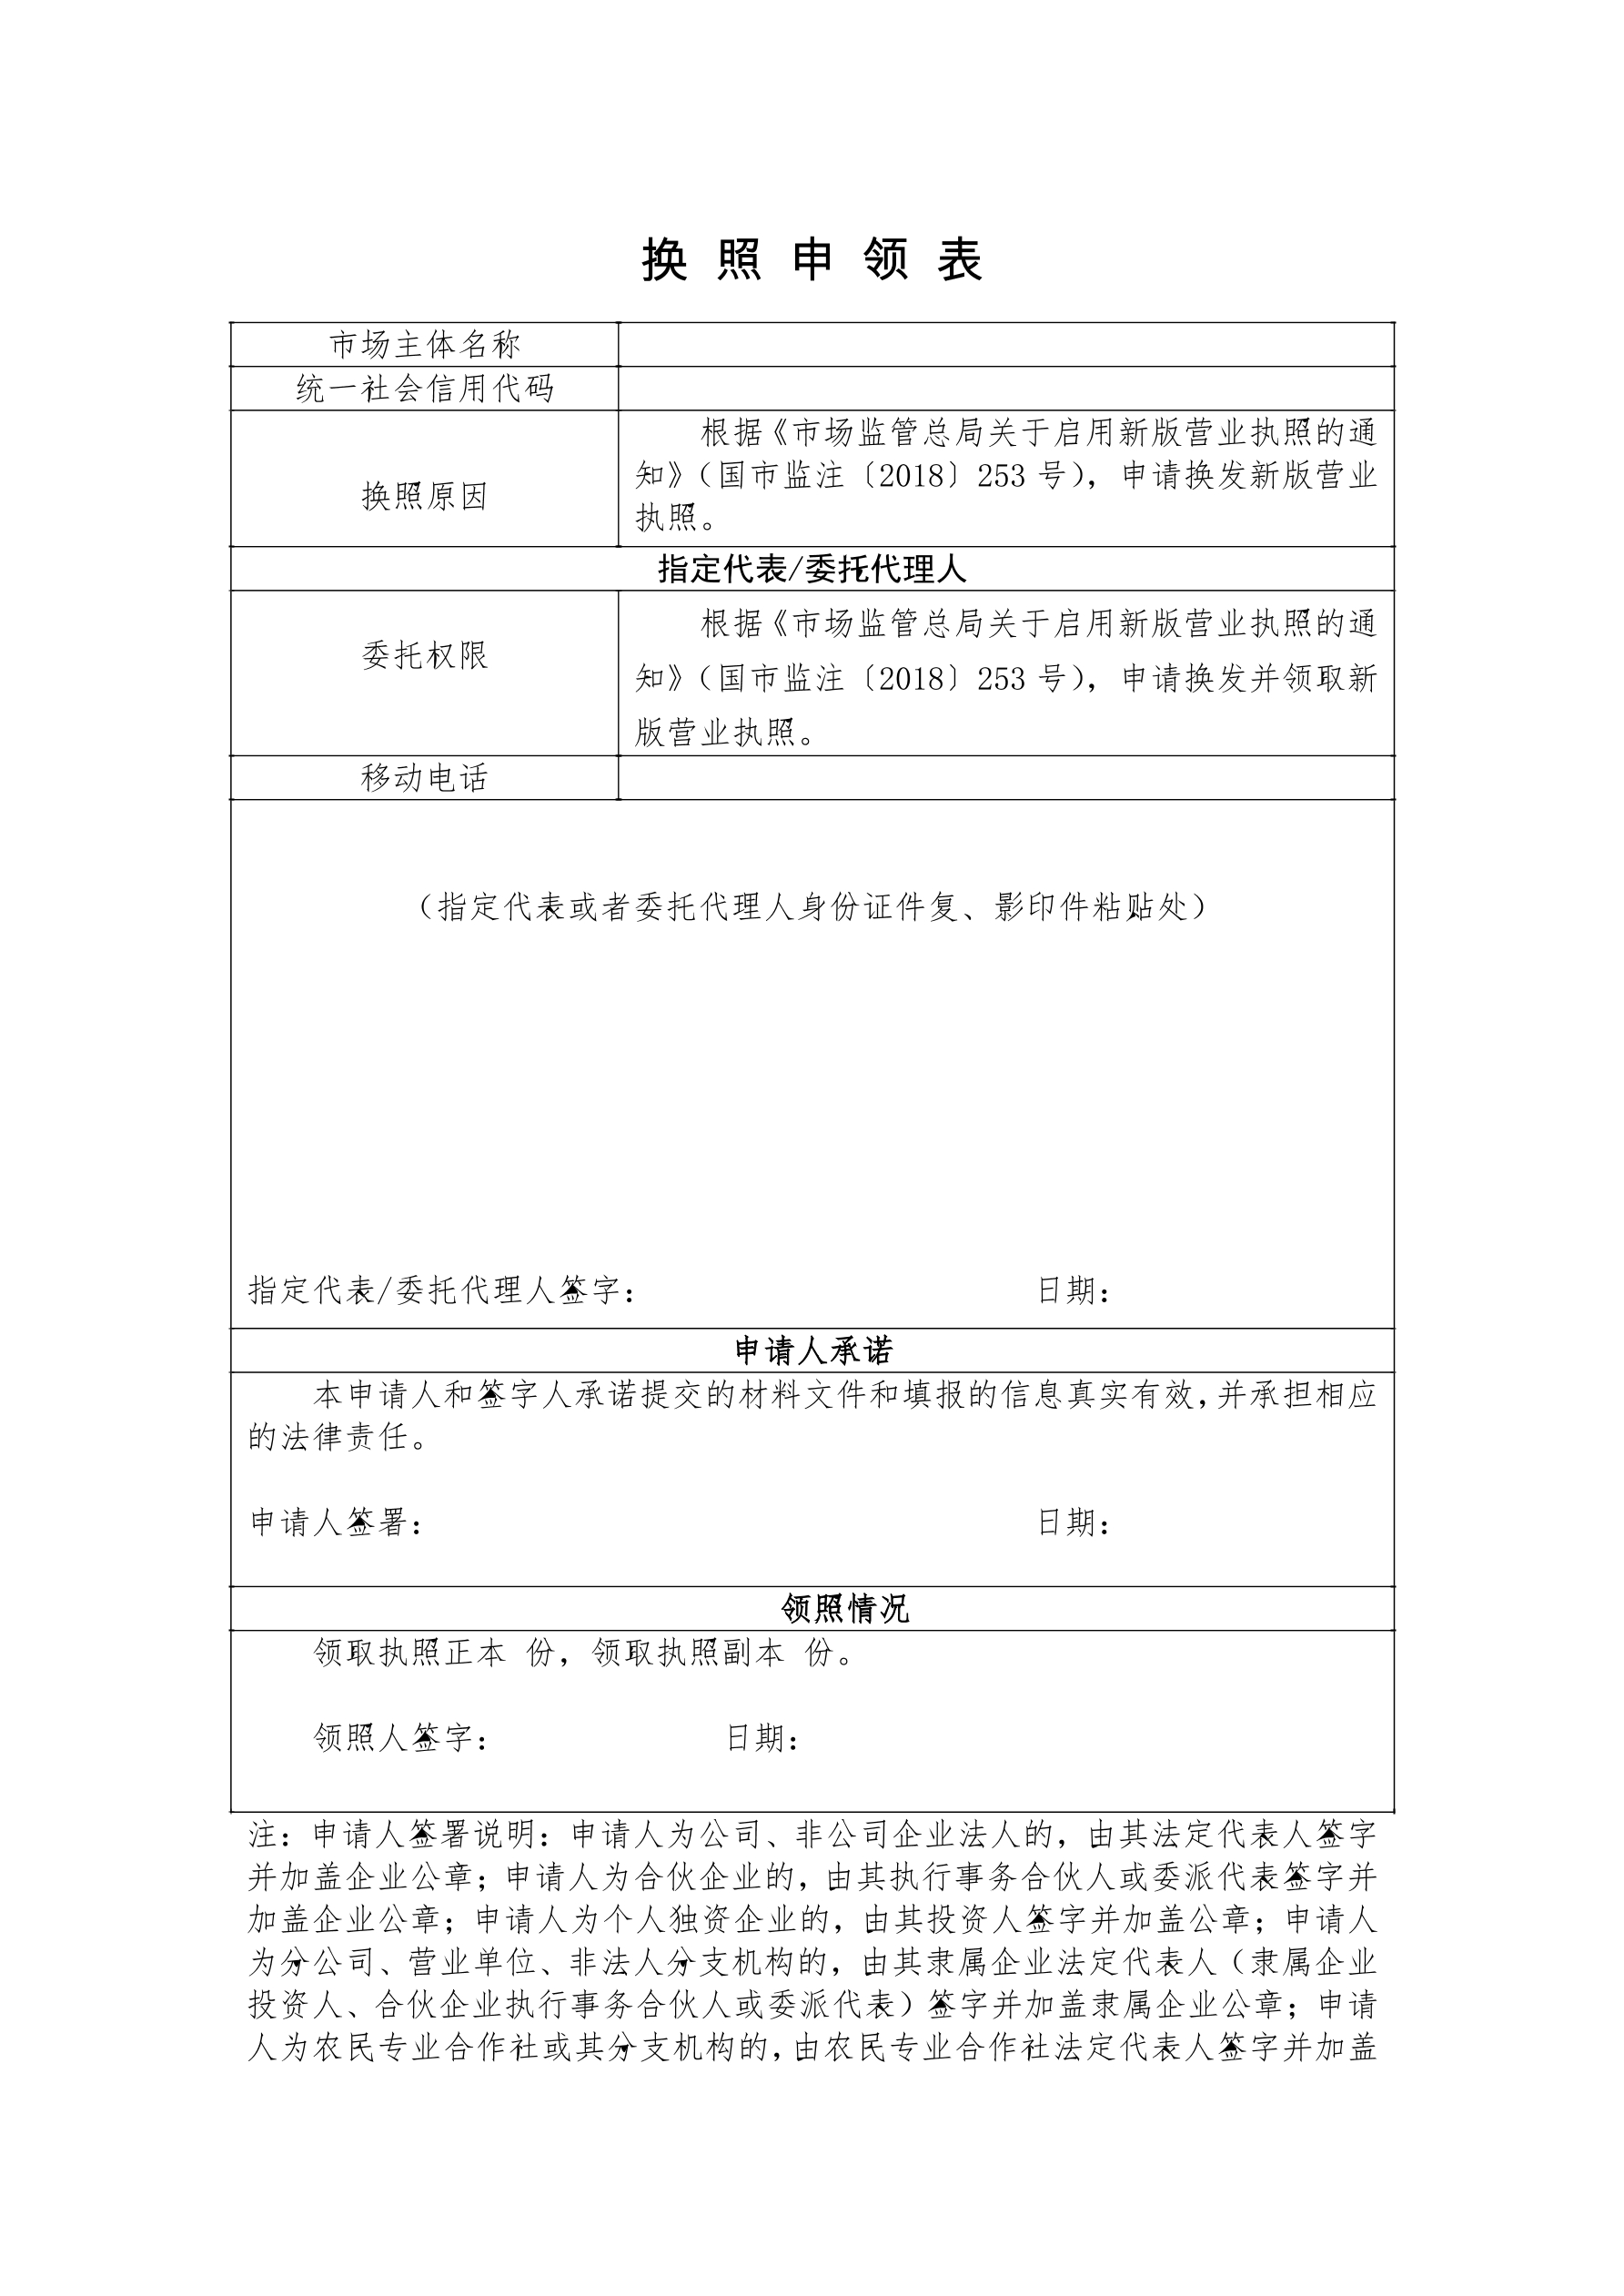 换 照 申 领 表
市场主体名称
统一社会信用代码
换照原因
根据《市场监管总局关于启用新版营业执照的通
知》（国市监注〔2018〕253 号），申请换发新版营业
执照。
指定代表/委托代理人
委托权限
根据《市场监管总局关于启用新版营业执照的通
知》（国市监注〔2018〕253 号），申请换发并领取新
版营业执照。
移动电话
（指定代表或者委托代理人身份证件复、影印件粘贴处）
指定代表/委托代理人签字： 日期：
申请人承诺
本申请人和签字人承诺提交的材料文件和填报的信息真实有效，并承担相应
的法律责任。
申请人签署： 日期：
领照情况
领取执照正本 份，领取执照副本 份。
领照人签字： 日期：
注：申请人签署说明：申请人为公司、非公司企业法人的，由其法定代表人签字
并加盖企业公章；申请人为合伙企业的，由其执行事务合伙人或委派代表签字并
加盖企业公章；申请人为个人独资企业的，由其投资人签字并加盖公章；申请人
为分公司、营业单位、非法人分支机构的，由其隶属企业法定代表人（隶属企业
投资人、合伙企业执行事务合伙人或委派代表）签字并加盖隶属企业公章；申请
人为农民专业合作社或其分支机构的，由农民专业合作社法定代表人签字并加盖